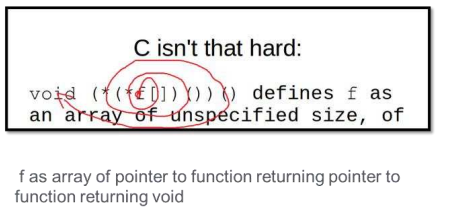 C isn't that hard:
void (*(*f[])())() defines f as
an array of unspecified size, of
f as array of pointer to function returning pointer to
function returning void